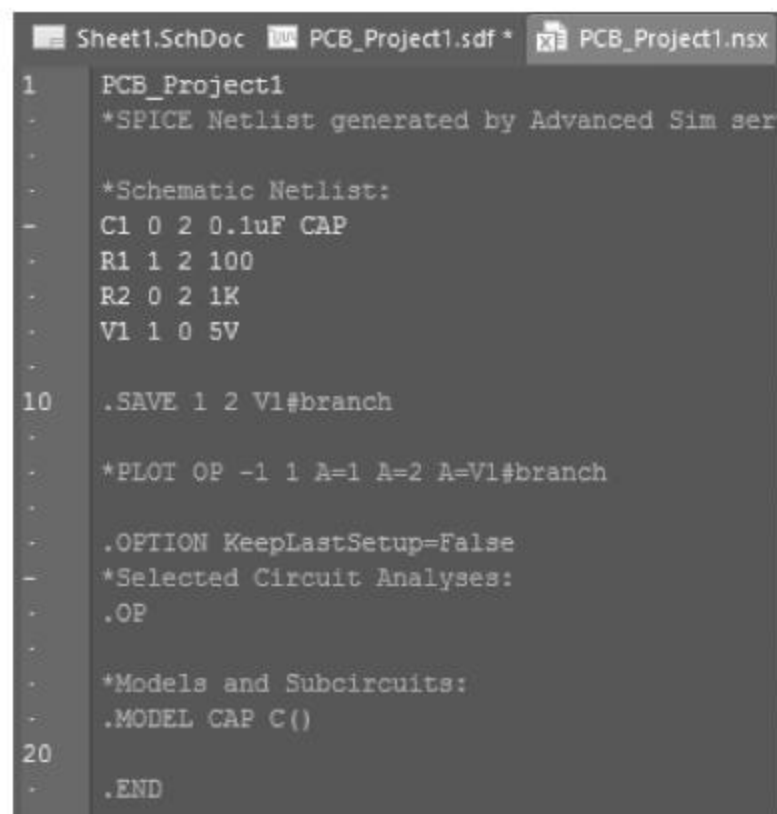 Sheet1.SchDoc PCB_Project1.sdf * PCB_Project1.nsx
1 PCB_Project1
*SPICE Netlist generated by Advanced Sim ser
*Schematic Netlist:
C1 0 2 0.1uF CAP
R1 1 2 100
R2 0 2 1K
V1 1 0 5V
10 .SAVE 1 2 V1#branch
*PLOT OP -1 1 A=1 A=2 A=V1#branch
.OPTION KeepLastSetup=False
*Selected Circuit Analyses:
.OP
*Models and Subcircuits:
.MODEL CAP C()
20
.END